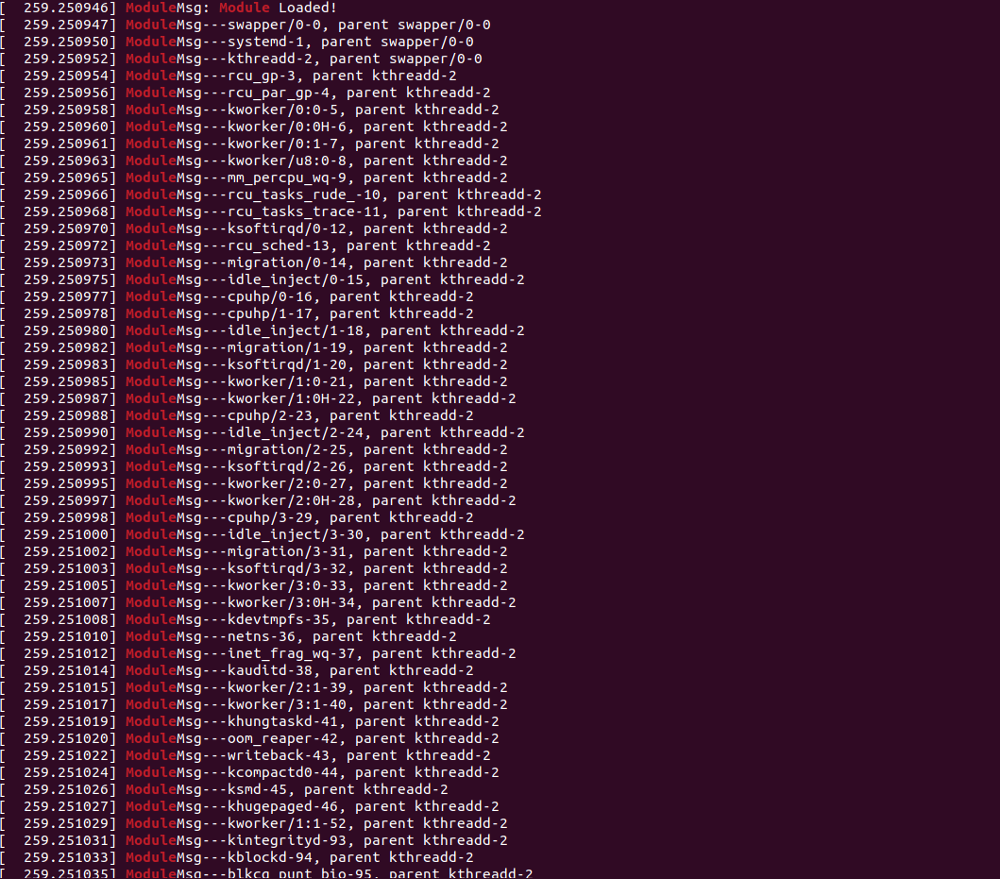 [  259.250946] ModuleMsg: Module Loaded!
[  259.250947] ModuleMsg---swapper/0-0, parent swapper/0-0
[  259.250950] ModuleMsg---systemd-1, parent swapper/0-0
[  259.250952] ModuleMsg---kthreadd-2, parent swapper/0-0
[  259.250954] ModuleMsg---rcu_gp-3, parent kthreadd-2
[  259.250956] ModuleMsg---rcu_par_gp-4, parent kthreadd-2
[  259.250958] ModuleMsg---kworker/0:0-5, parent kthreadd-2
[  259.250960] ModuleMsg---kworker/0:0H-6, parent kthreadd-2
[  259.250961] ModuleMsg---kworker/0:1-7, parent kthreadd-2
[  259.250963] ModuleMsg---kworker/u8:0-8, parent kthreadd-2
[  259.250965] ModuleMsg---mm_percpu_wq-9, parent kthreadd-2
[  259.250966] ModuleMsg---rcu_tasks_rude_-10, parent kthreadd-2
[  259.250968] ModuleMsg---rcu_tasks_trace-11, parent kthreadd-2
[  259.250970] ModuleMsg---ksoftirqd/0-12, parent kthreadd-2
[  259.250972] ModuleMsg---rcu_sched-13, parent kthreadd-2
[  259.250973] ModuleMsg---migration/0-14, parent kthreadd-2
[  259.250975] ModuleMsg---idle_inject/0-15, parent kthreadd-2
[  259.250977] ModuleMsg---cpuhp/0-16, parent kthreadd-2
[  259.250978] ModuleMsg---cpuhp/1-17, parent kthreadd-2
[  259.250980] ModuleMsg---idle_inject/1-18, parent kthreadd-2
[  259.250982] ModuleMsg---migration/1-19, parent kthreadd-2
[  259.250983] ModuleMsg---ksoftirqd/1-20, parent kthreadd-2
[  259.250985] ModuleMsg---kworker/1:0-21, parent kthreadd-2
[  259.250987] ModuleMsg---kworker/1:0H-22, parent kthreadd-2
[  259.250988] ModuleMsg---cpuhp/2-23, parent kthreadd-2
[  259.250990] ModuleMsg---idle_inject/2-24, parent kthreadd-2
[  259.250992] ModuleMsg---migration/2-25, parent kthreadd-2
[  259.250993] ModuleMsg---ksoftirqd/2-26, parent kthreadd-2
[  259.250995] ModuleMsg---kworker/2:0-27, parent kthreadd-2
[  259.250997] ModuleMsg---kworker/2:0H-28, parent kthreadd-2
[  259.250998] ModuleMsg---cpuhp/3-29, parent kthreadd-2
[  259.251000] ModuleMsg---idle_inject/3-30, parent kthreadd-2
[  259.251002] ModuleMsg---migration/3-31, parent kthreadd-2
[  259.251003] ModuleMsg---ksoftirqd/3-32, parent kthreadd-2
[  259.251005] ModuleMsg---kworker/3:0-33, parent kthreadd-2
[  259.251007] ModuleMsg---kworker/3:0H-34, parent kthreadd-2
[  259.251008] ModuleMsg---kdevtmpfs-35, parent kthreadd-2
[  259.251010] ModuleMsg---netns-36, parent kthreadd-2
[  259.251012] ModuleMsg---inet_frag_wq-37, parent kthreadd-2
[  259.251014] ModuleMsg---kauditd-38, parent kthreadd-2
[  259.251015] ModuleMsg---kworker/2:1-39, parent kthreadd-2
[  259.251017] ModuleMsg---kworker/3:1-40, parent kthreadd-2
[  259.251019] ModuleMsg---khungtaskd-41, parent kthreadd-2
[  259.251020] ModuleMsg---oom_reaper-42, parent kthreadd-2
[  259.251022] ModuleMsg---writeback-43, parent kthreadd-2
[  259.251024] ModuleMsg---kcompactd0-44, parent kthreadd-2
[  259.251026] ModuleMsg---ksmd-45, parent kthreadd-2
[  259.251027] ModuleMsg---khugepaged-46, parent kthreadd-2
[  259.251029] ModuleMsg---kworker/1:1-52, parent kthreadd-2
[  259.251031] ModuleMsg---kintegrityd-93, parent kthreadd-2
[  259.251033] ModuleMsg---kblockd-94, parent kthreadd-2
[  259.251035] ModuleMsg---blkcg_punt_bio-95, parent kthreadd-2